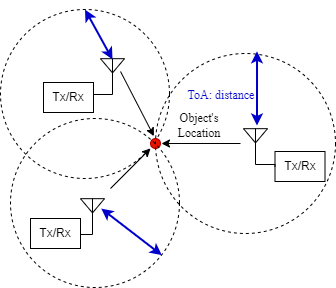 Tx/Rx
ToA: distance
Object's
Location
Tx/Rx
Tx/Rx